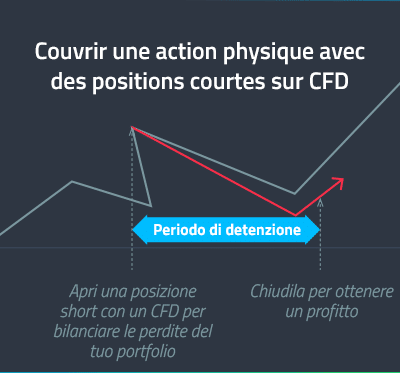 Couvrir une action physique avec
des positions courtes sur CFD
Periodo di detenzione
Apri una posizione
short con un CFD per
bilanciare le perdite del
tuo portfolio
Chiudila per ottenere
un profitto